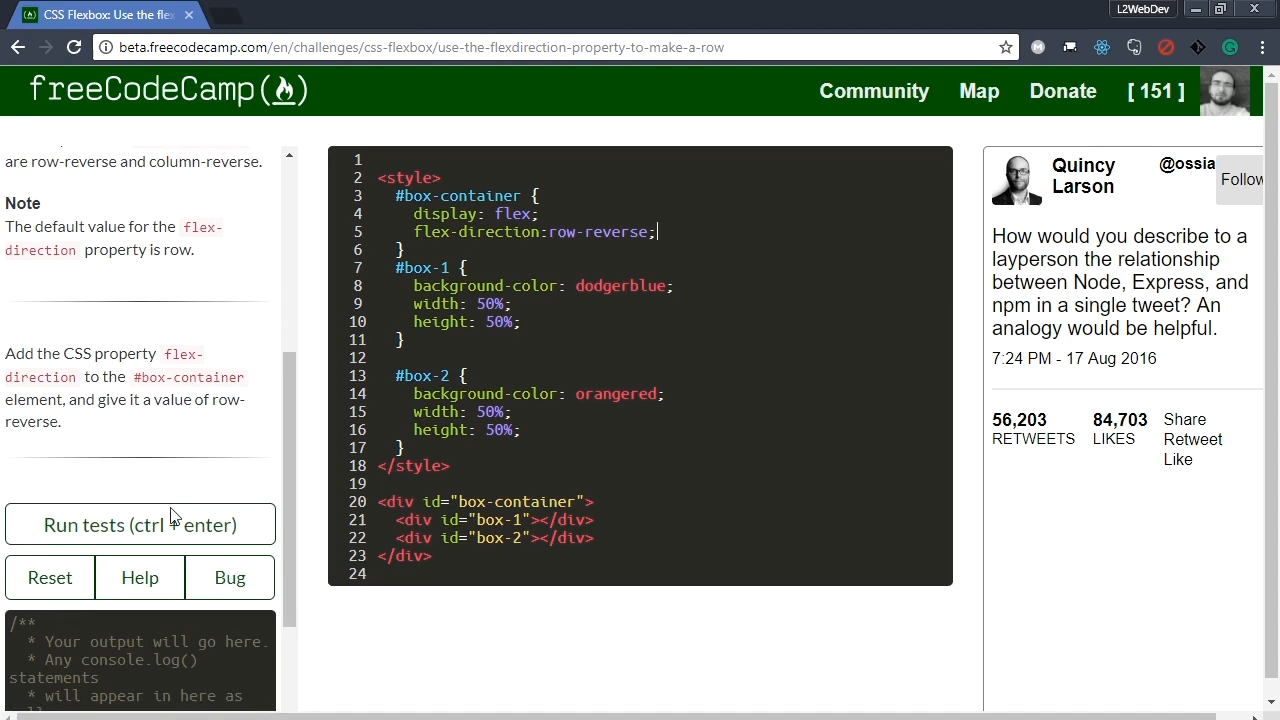 CSS Flexbox: Use the flex
L2WebDev
beta.freecodecamp.com/en/challenges/css-flexbox/use-the-flexdirection-property-to-make-a-row
freeCodeCamp
Community
Map
Donate
[ 151 ]
are row-reverse and column-reverse.
Note
The default value for the flex-
direction property is row.
Add the CSS property flex-
direction to the #box-container
element, and give it a value of row-
reverse.
Run tests (ctrl + enter)
Reset
Help
Bug
/**
* Your output will go here.
* Any console.log()
statements
* will appear in here as
1
2 <style>
3 #box-container {
4 display: flex;
5 flex-direction:row-reverse;
6 }
7 #box-1 {
8 background-color: dodgerblue;
9 width: 50%;
10 height: 50%;
11 }
12
13 #box-2 {
14 background-color: orangered;
15 width: 50%;
16 height: 50%;
17 }
18 </style>
19
20 <div id="box-container">
21 <div id="box-1"></div>
22 <div id="box-2"></div>
23 </div>
24
Quincy
Larson
@ossia
Follow
How would you describe to a
layperson the relationship
between Node, Express, and
npm in a single tweet? An
analogy would be helpful.
7:24 PM - 17 Aug 2016
56,203
RETWEETS
84,703
LIKES
Share
Retweet
Like